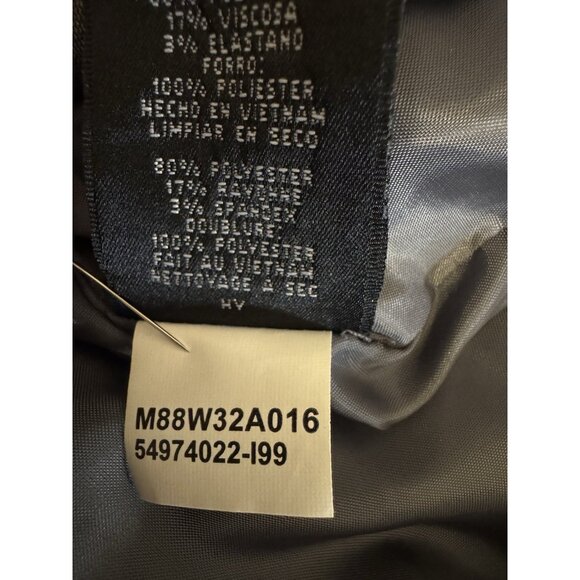 17% VISCOSA
3% ELASTANO
FORRO:
100% POLIESTER
HECHO EN VIETNAM
LIMPIAR EN SECO
80% POLYESTER
17% RAYONNE
3% SPANDEX
DOUBLURE:
100% POLYESTER
FAIT AU VIETNAM
NETTOYAGE A SEC
HV
M88W32A016
54974022-I99